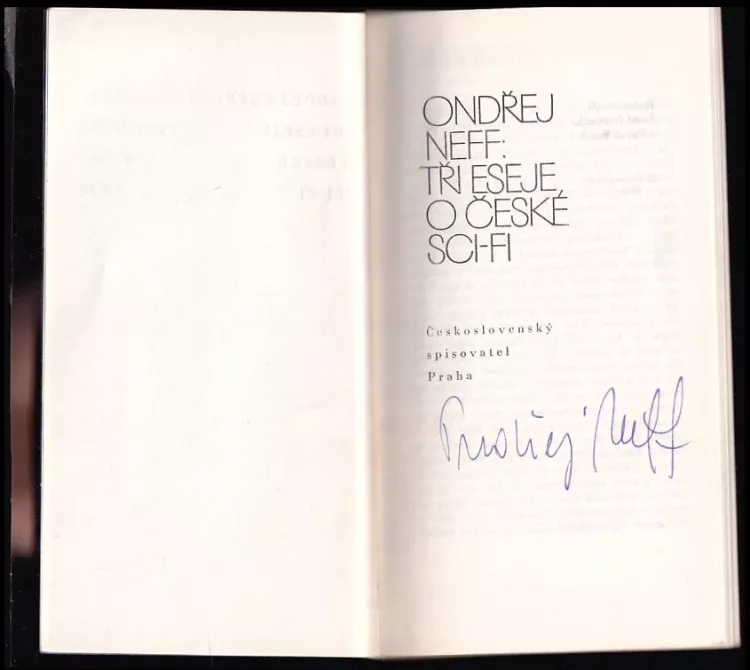 ONDŘEJ
NEFF:
TŘI ESEJE
O ČESKÉ
SCI-FI
Československý
spisovatel
Praha
Ondřej Neff